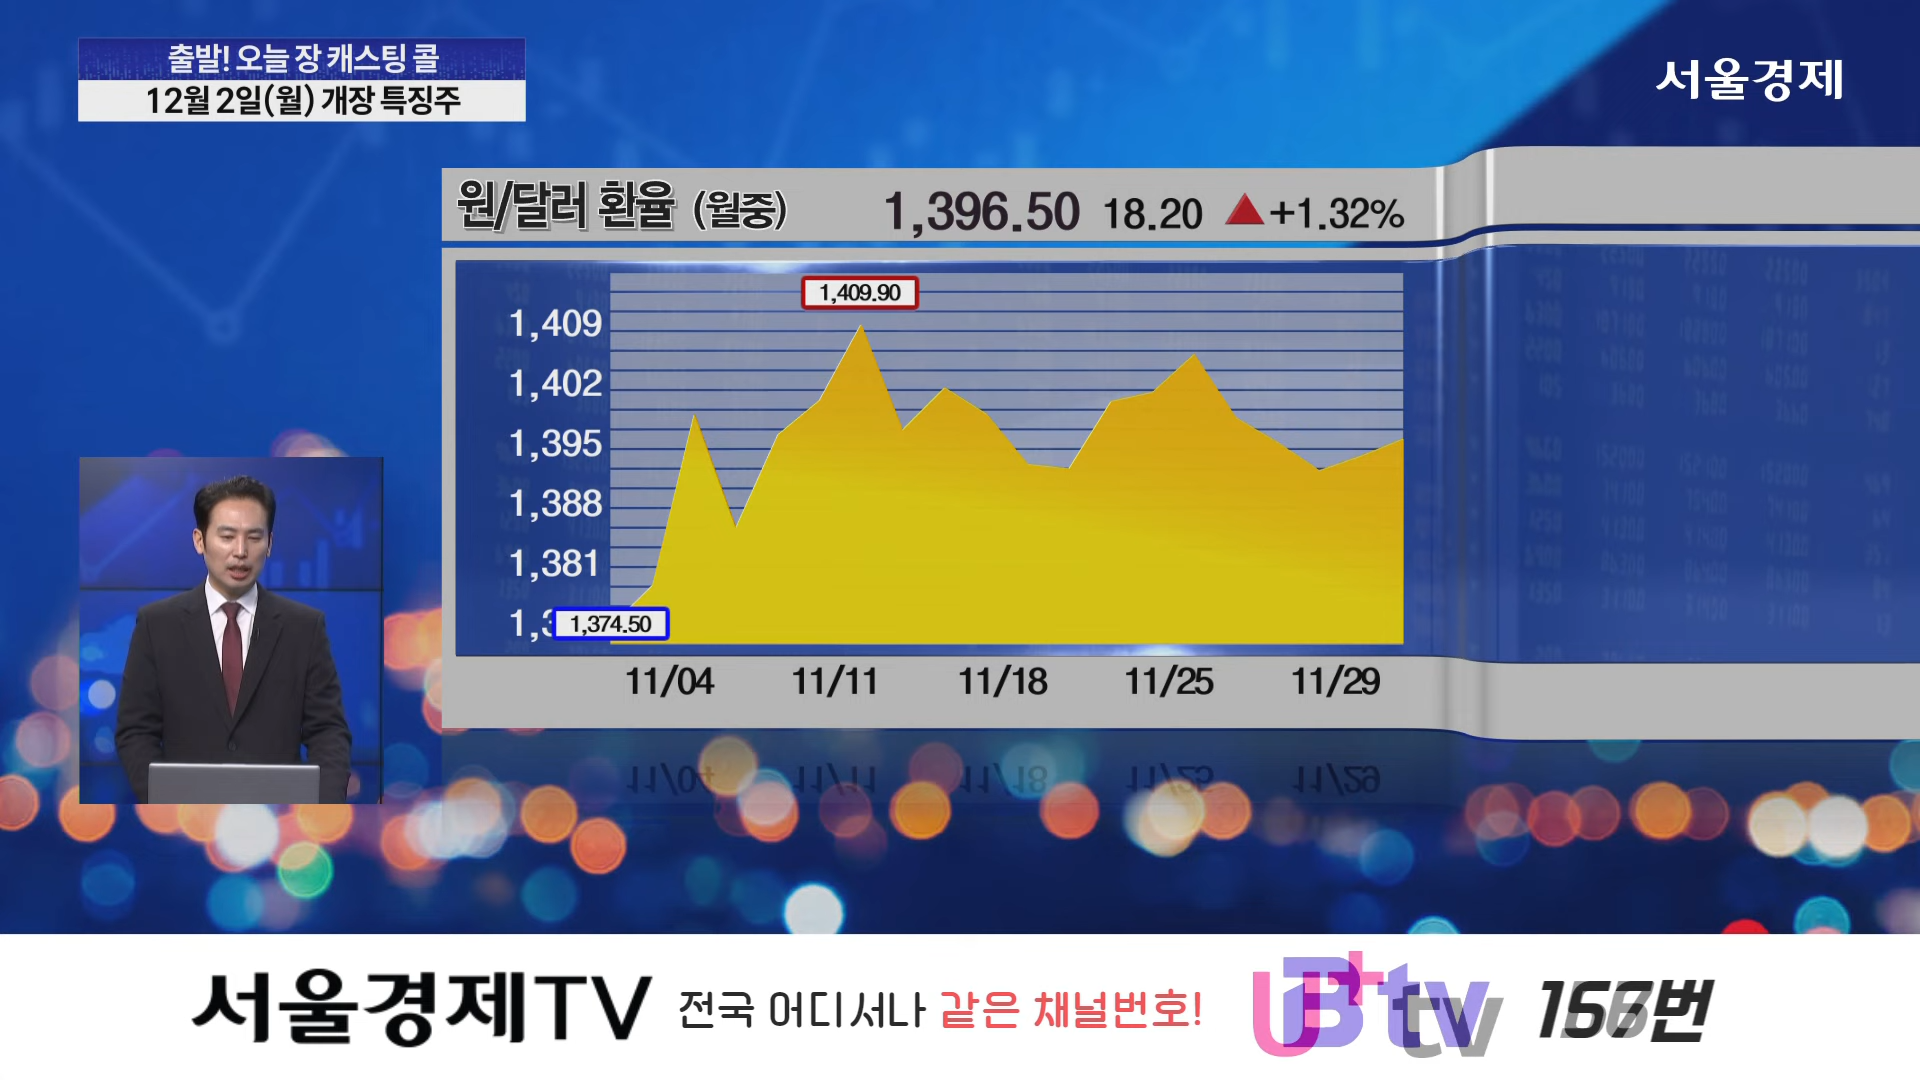 출발! 오늘 장 캐스팅 콜
12월 2일(월) 개장 특징주
서울경제
원/달러 환율 (월중) 1,396.50 18.20 ▲+1.32%
1,409.90
1,409
1,402
1,395
1,388
1,381
1,374.50
11/04 11/11 11/18 11/25 11/29
서울경제TV 전국 어디서나 같은 채널번호!